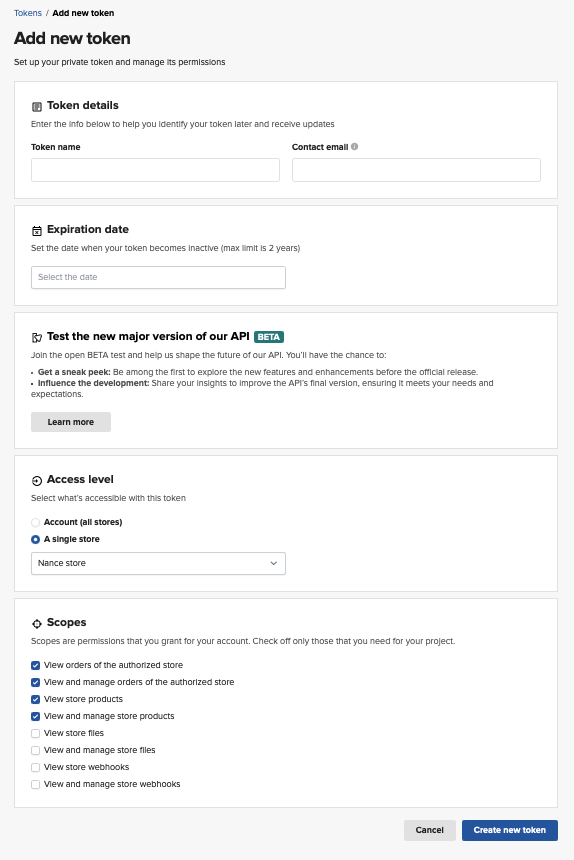 Tokens / Add new token
Add new token
Set up your private token and manage its permissions
Token details
Enter the info below to help you identify your token later and receive updates
Token name
Contact email
Expiration date
Set the date when your token becomes inactive (max limit is 2 years)
Select the date
Test the new major version of our API BETA
Join the open BETA test and help us shape the future of our API. You'll have the chance to:
• Get a sneak peek: Be among the first to explore the new features and enhancements before the official release.
• Influence the development: Share your insights to improve the API's final version, ensuring it meets your needs and
expectations.
Learn more
Access level
Select what's accessible with this token
Account (all stores)
A single store
Nance store
Scopes
Scopes are permissions that you grant for your account. Check off only those that you need for your project.
View orders of the authorized store
View and manage orders of the authorized store
View store products
View and manage store products
View store files
View and manage store files
View store webhooks
View and manage store webhooks
Cancel
Create new token